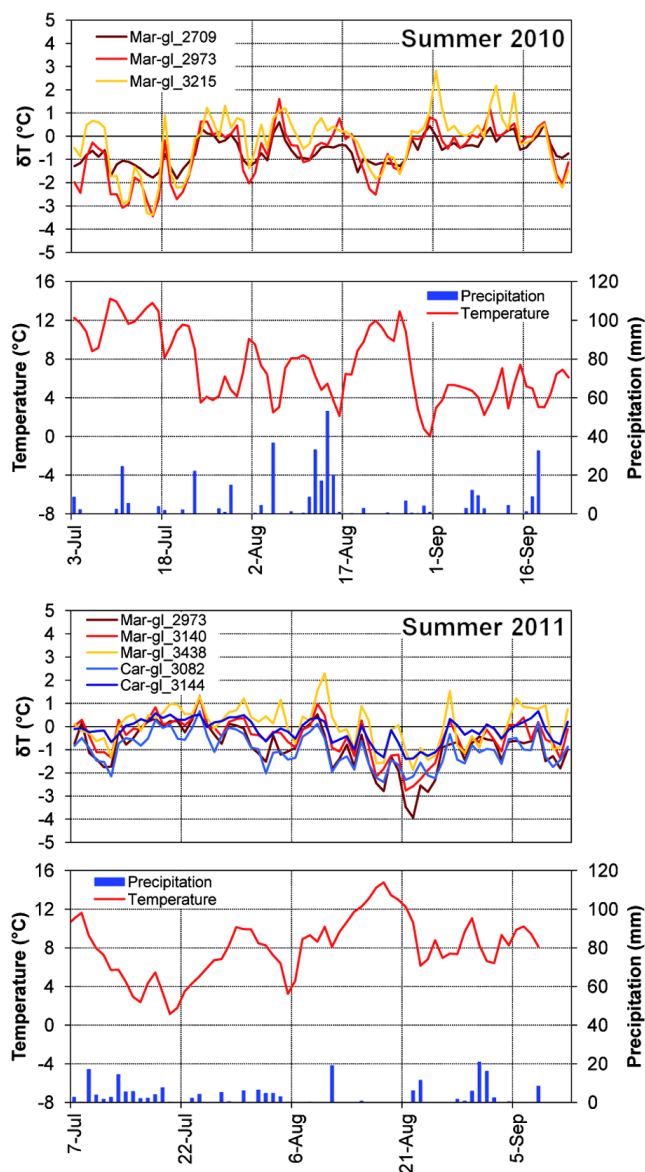 Summer 2010
Mar-gl_2709
Mar-gl_2973
Mar-gl_3215
δT (°C)
5
4
3
2
1
0
-1
-2
-3
-4
-5
Precipitation
Temperature
Temperature (°C)
16
12
8
4
0
-4
-8
Precipitation (mm)
120
100
80
60
40
20
0
3-Jul
18-Jul
2-Aug
17-Aug
1-Sep
16-Sep
Summer 2011
Mar-gl_2973
Mar-gl_3140
Mar-gl_3438
Car-gl_3082
Car-gl_3144
δT (°C)
5
4
3
2
1
0
-1
-2
-3
-4
-5
Precipitation
Temperature
Temperature (°C)
16
12
8
4
0
-4
-8
Precipitation (mm)
120
100
80
60
40
20
0
7-Jul
22-Jul
6-Aug
21-Aug
5-Sep